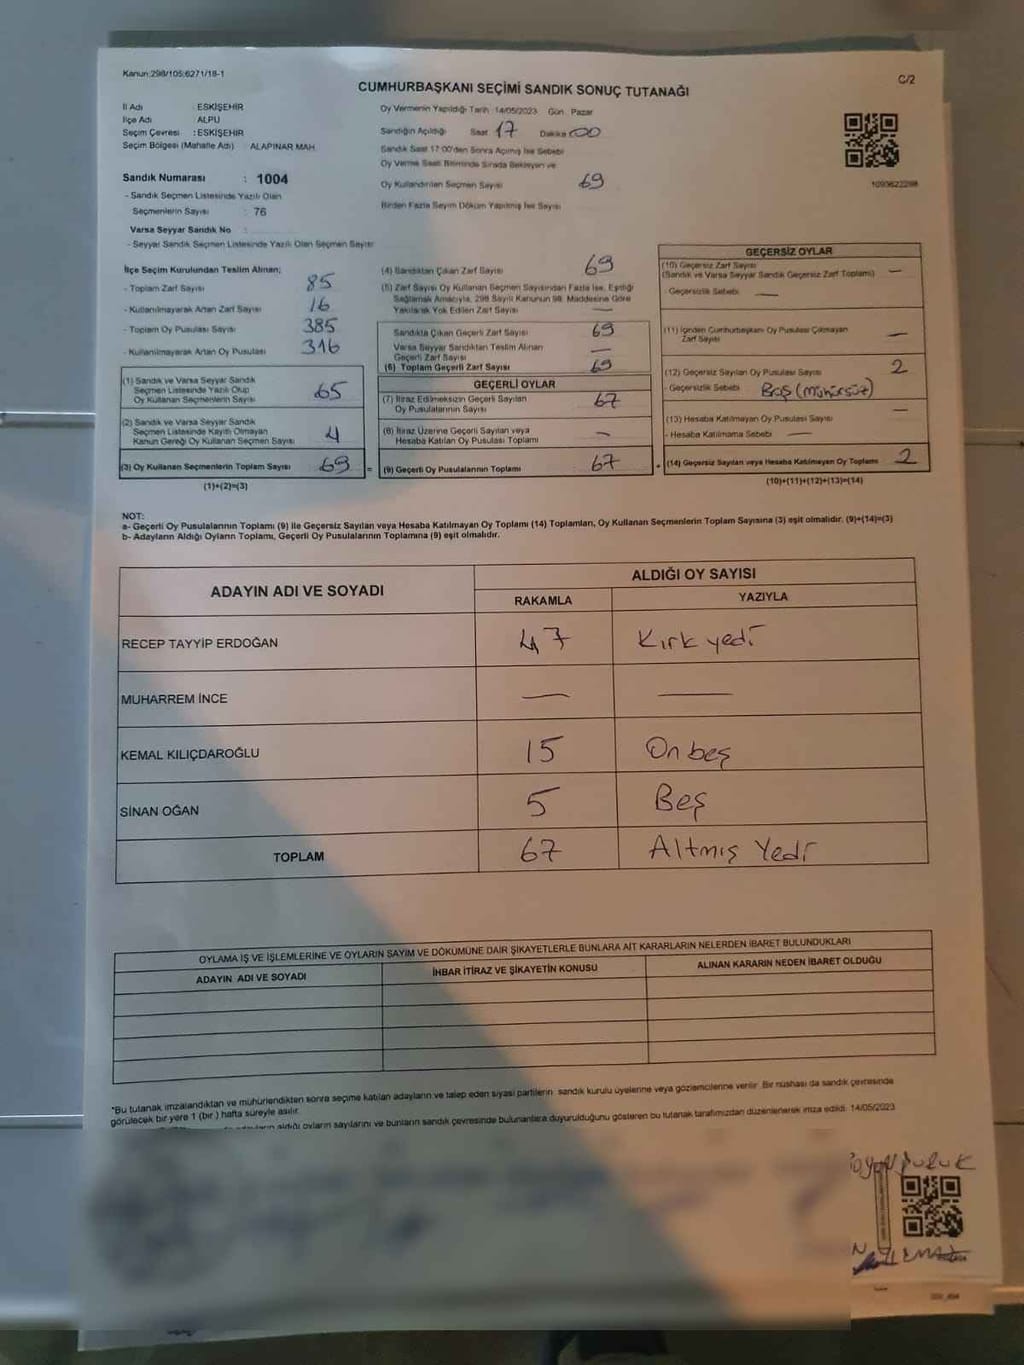 Kanun:298/105;6271/18-1
C/2
CUMHURBAŞKANI SEÇİMİ SANDIK SONUÇ TUTANAĞI
İl Adı : ESKİŞEHİR
İlçe Adı : ALPU
Seçim Çevresi : ESKİŞEHİR
Seçim Bölgesi (Mahalle Adı) : ALAPINAR MAH.
Sandık Numarası : 1004
- Sandık Seçmen Listesinde Yazılı Olan
Seçmenlerin Sayısı : 76
Varsa Seyyar Sandık No :
- Seyyar Sandık Seçmen Listesinde Yazılı Olan Seçmen Sayısı
Oy Vermenin Yapıldığı Tarih :14/05/2023 Gün: Pazar
Sandığın Açıldığı Saat 17 Dakika 00
Sandık Saat 17:00'den Sonra Açılmış İse Sebebi
Oy Verme Saati Bitiminde Sırada Bekleyen ve
Oy Kullandırılan Seçmen Sayısı 69
Birden Fazla Sayım Döküm Yapılmış İse Sayısı
1093622298
İlçe Seçim Kurulundan Teslim Alınan;
- Toplam Zarf Sayısı 85
- Kullanılmayarak Artan Zarf Sayısı 16
- Toplam Oy Pusulası Sayısı 385
- Kullanılmayarak Artan Oy Pusulası 316
(1) Sandık ve Varsa Seyyar Sandık
Seçmen Listesinde Yazılı Olup
Oy Kullanan Seçmenlerin Sayısı 65
(2) Sandık ve Varsa Seyyar Sandık
Seçmen Listesinde Kayıtlı Olmayan
Kanun Gereği Oy Kullanan Seçmen Sayısı 4
(3) Oy Kullanan Seçmenlerin Toplam Sayısı 69 =
(1)+(2)=(3)
(4) Sandıktan Çıkan Zarf Sayısı 69
(5) Zarf Sayısı Oy Kullanan Seçmen Sayısından Fazla İse, Eşitliği
Sağlamak Amacıyla, 298 Sayılı Kanunun 98. Maddesine Göre
Yakılarak Yok Edilen Zarf Sayısı —
Sandıkta Çıkan Geçerli Zarf Sayısı 69
Varsa Seyyar Sandıktan Teslim Alınan
Geçerli Zarf Sayısı —
(6) Toplam Geçerli Zarf Sayısı 69
GEÇERLİ OYLAR
(7) İtiraz Edilmeksizin Geçerli Sayılan
Oy Pusulalarının Sayısı 67
(8) İtiraz Üzerine Geçerli Sayılan veya
Hesaba Katılan Oy Pusulası Toplamı —
(9) Geçerli Oy Pusulalarının Toplamı 67 +
GEÇERSİZ OYLAR
(10) Geçersiz Zarf Sayısı
(Sandık ve Varsa Seyyar Sandık Geçersiz Zarf Toplamı) —
- Geçersizlik Sebebi —
(11) İçinden Cumhurbaşkanı Oy Pusulası Çıkmayan
Zarf Sayısı —
(12) Geçersiz Sayılan Oy Pusulası Sayısı 2
- Geçersizlik Sebebi Boş (Mühürsüz)
(13) Hesaba Katılmayan Oy Pusulası Sayısı —
- Hesaba Katılmama Sebebi —
(14) Geçersiz Sayılan veya Hesaba Katılmayan Oy Toplamı 2
(10)+(11)+(12)+(13)=(14)
NOT:
a- Geçerli Oy Pusulalarının Toplamı (9) ile Geçersiz Sayılan veya Hesaba Katılmayan Oy Toplamı (14) Toplamları, Oy Kullanan Seçmenlerin Toplam Sayısına (3) eşit olmalıdır. (9)+(14)=(3)
b- Adayların Aldığı Oyların Toplamı, Geçerli Oy Pusulalarının Toplamına (9) eşit olmalıdır.
ADAYIN ADI VE SOYADI
ALDIĞI OY SAYISI
RAKAMLA YAZIYLA
RECEP TAYYİP ERDOĞAN 47 Kırk yedi
MUHARREM İNCE — —
KEMAL KILIÇDAROĞLU 15 On beş
SİNAN OĞAN 5 Beş
TOPLAM 67 Altmış Yedi
OYLAMA İŞ VE İŞLEMLERİNE VE OYLARIN SAYIM VE DÖKÜMÜNE DAİR ŞİKAYETLERLE BUNLARA AİT KARARLARIN NELERDEN İBARET BULUNDUKLARI
ADAYIN ADI VE SOYADI İHBAR İTİRAZ VE ŞİKAYETİN KONUSU ALINAN KARARIN NEDEN İBARET OLDUĞU
*Bu tutanak imzalandıktan ve mühürlendikten sonra seçime katılan adayların ve talep eden siyasi partilerin sandık kurulu üyelerine veya gözlemcilerine verilir. Bir nüshası da sandık çevresinde
görülecek bir yere 1 (bir) hafta süreyle asılır.
aldığı oyların sayılarını ve bunların sandık çevresinde bulunanlara duyurulduğunu gösteren bu tutanak tarafımızdan düzenlenerek imza edildi. 14/05/2023